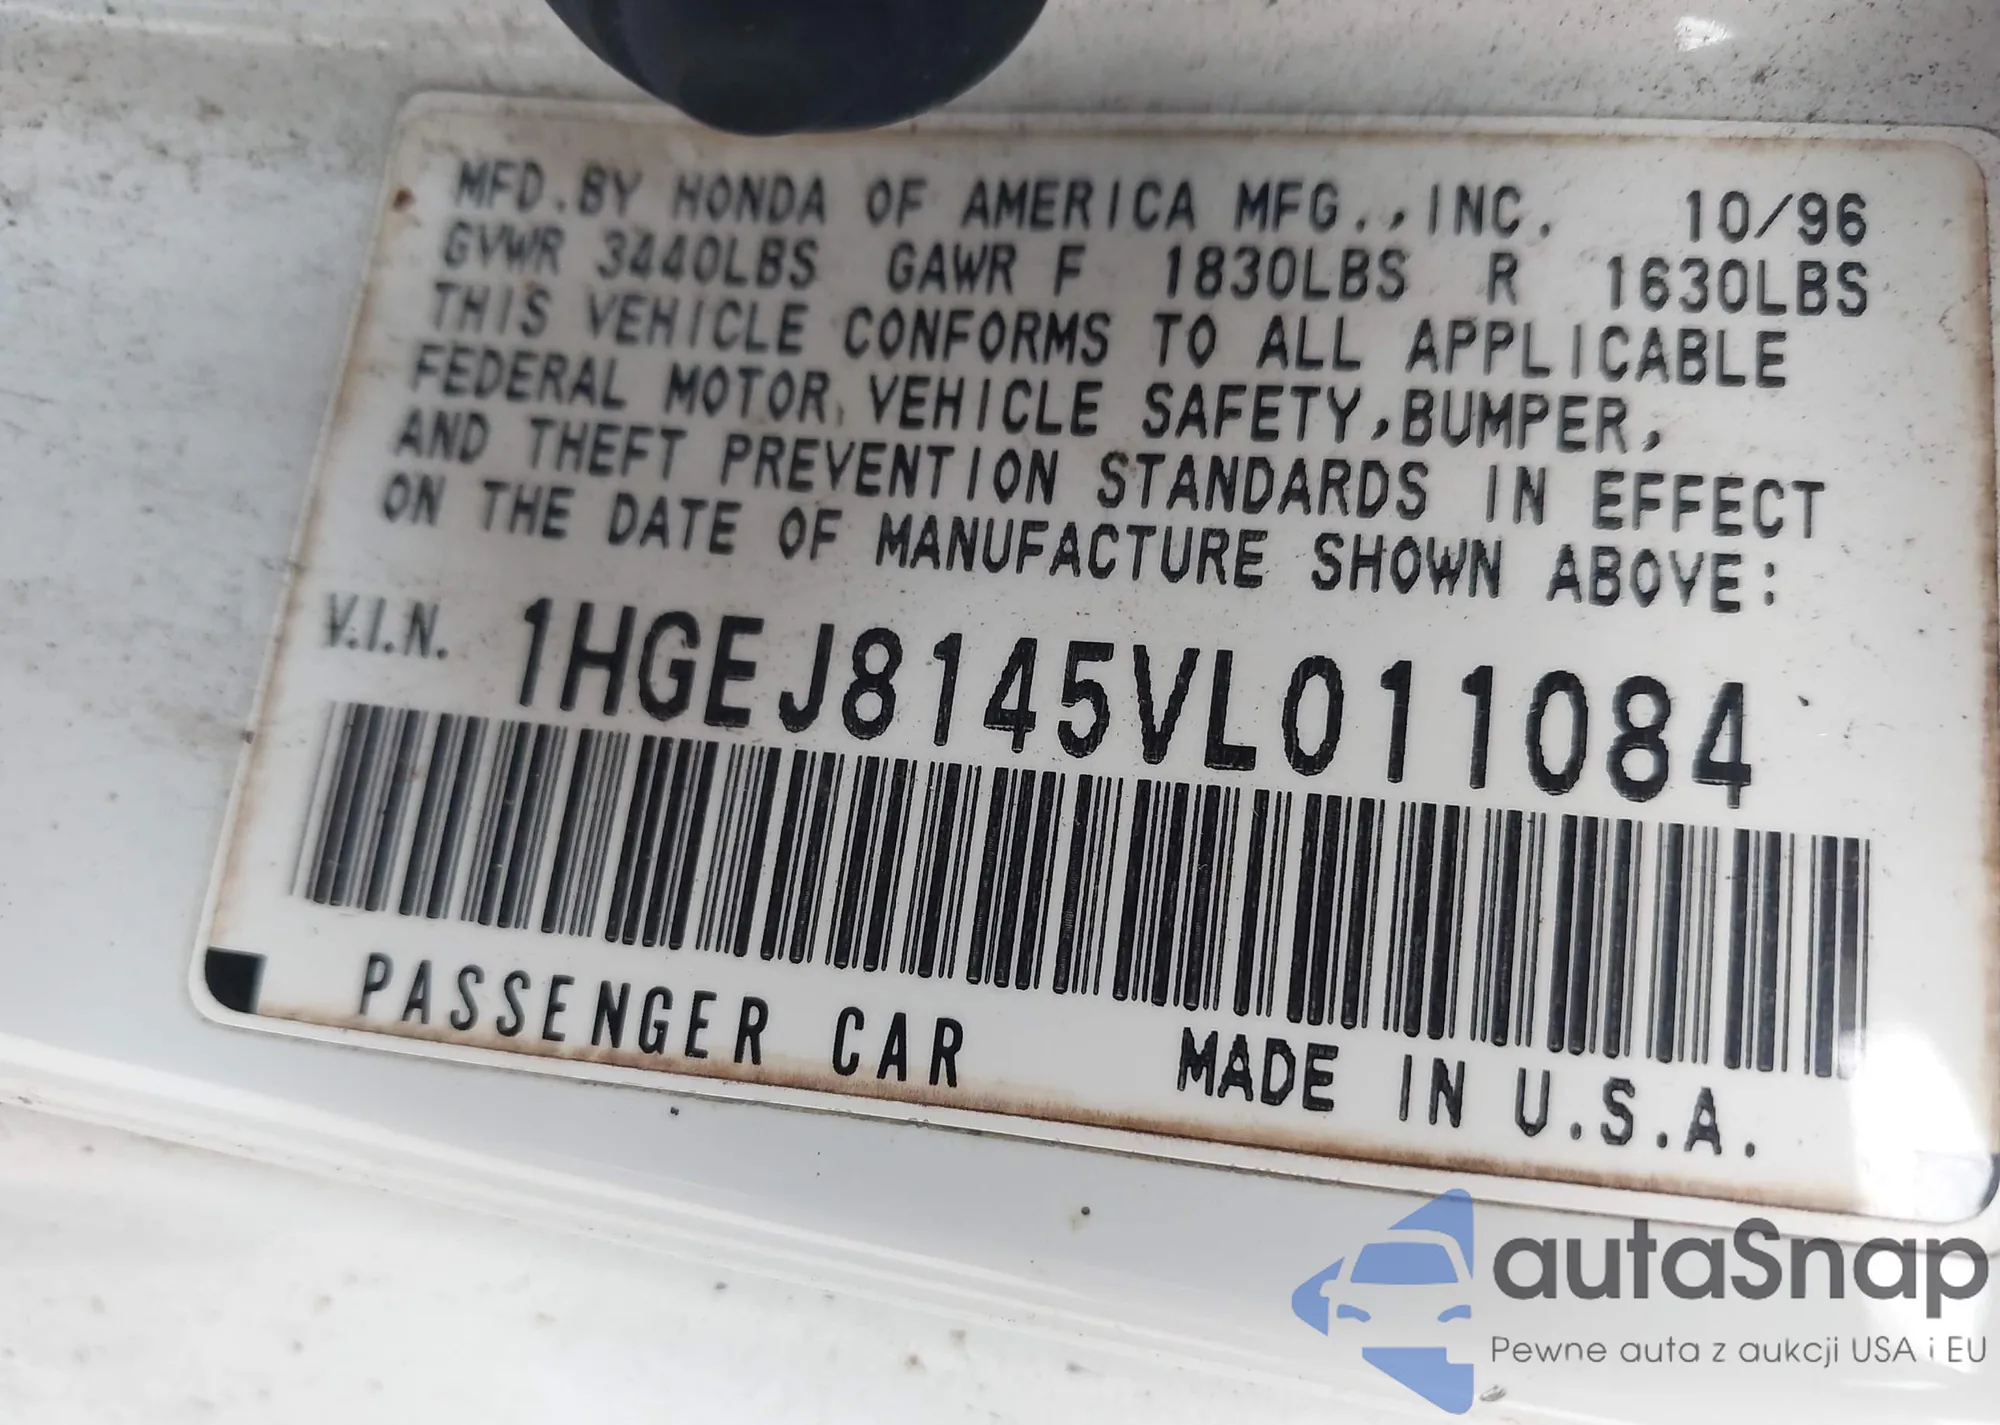 MFD.BY HONDA OF AMERICA MFG.,INC. 10/96
GVWR 3440LBS GAWR F 1830LBS R 1630LBS
THIS VEHICLE CONFORMS TO ALL APPLICABLE
FEDERAL MOTOR VEHICLE SAFETY,BUMPER,
AND THEFT PREVENTION STANDARDS IN EFFECT
ON THE DATE OF MANUFACTURE SHOWN ABOVE:
V.I.N. 1HGEJ8145VL011084
PASSENGER CAR MADE IN U.S.A.
autaSnap
Pewne auta z aukcji USA i EU